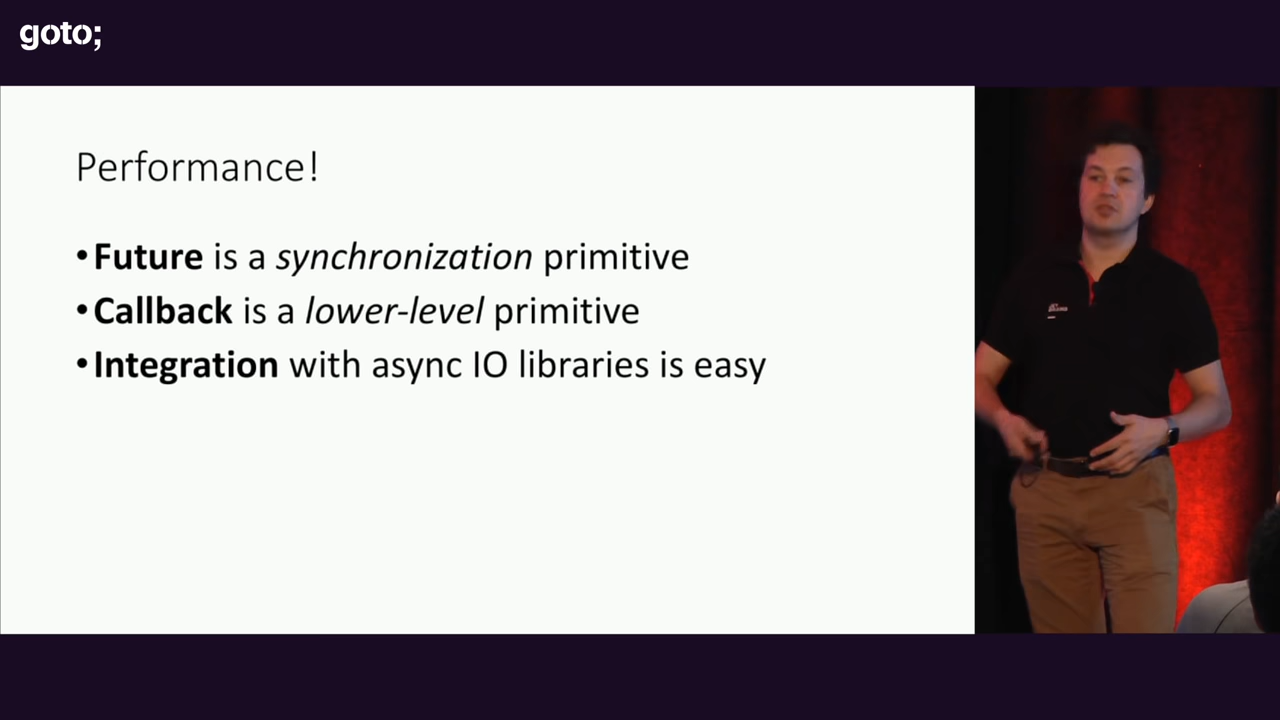 goto;
Performance!
•Future is a synchronization primitive
•Callback is a lower-level primitive
•Integration with async IO libraries is easy